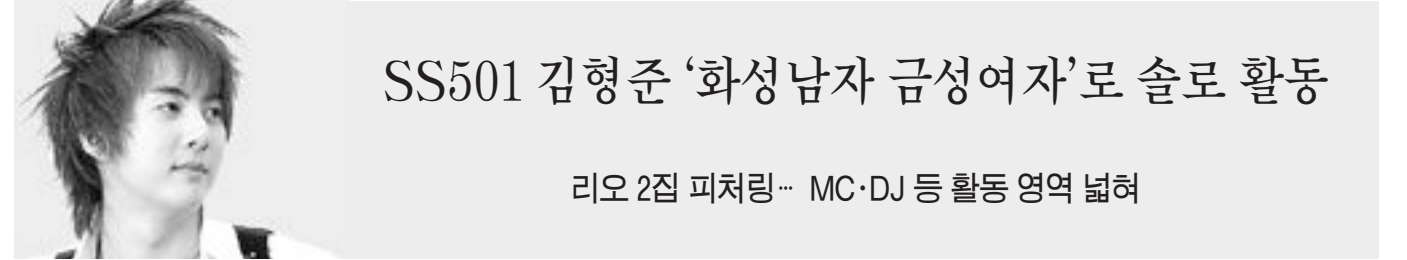 SS501 김형준 ‘화성남자 금성여자’로 솔로 활동
리오 2집 피처링… MC·DJ 등 활동 영역 넓혀